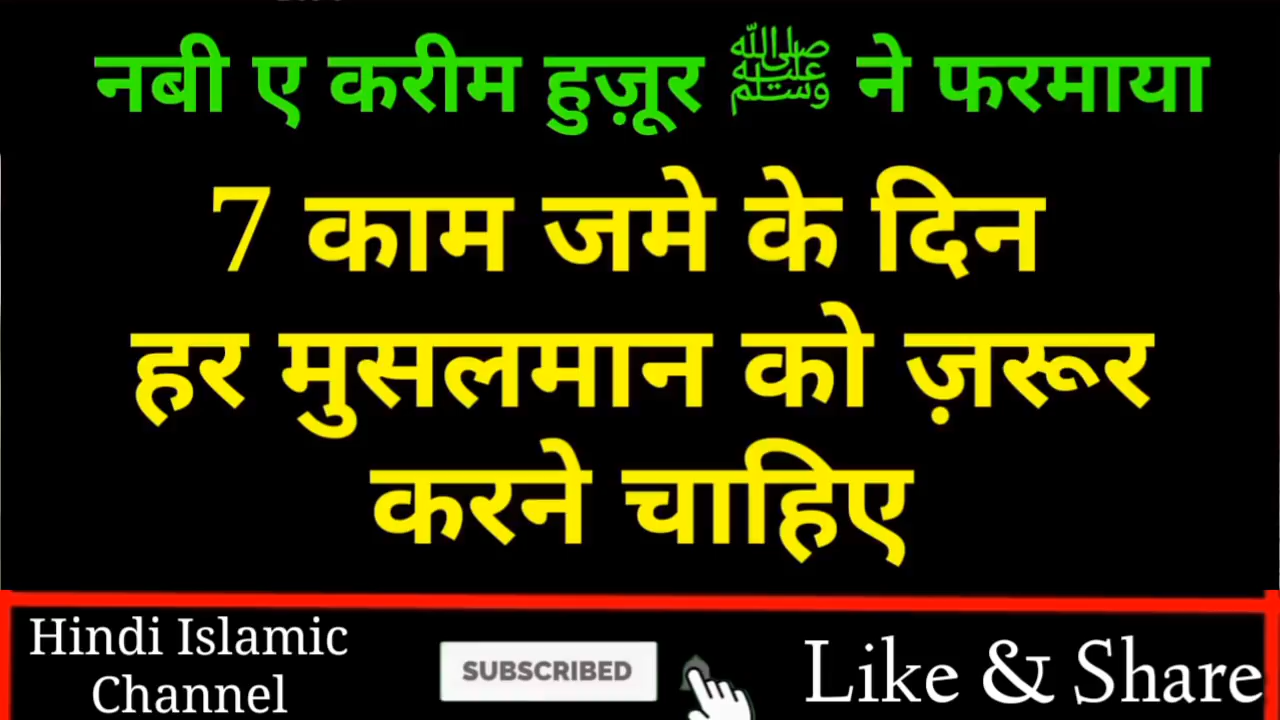 नबी ए करीम हुज़ूर ﷺ ने फरमाया
7 काम जमे के दिन
हर मुसलमान को ज़रूर
करने चाहिए
Hindi Islamic
Channel
SUBSCRIBED
Like & Share